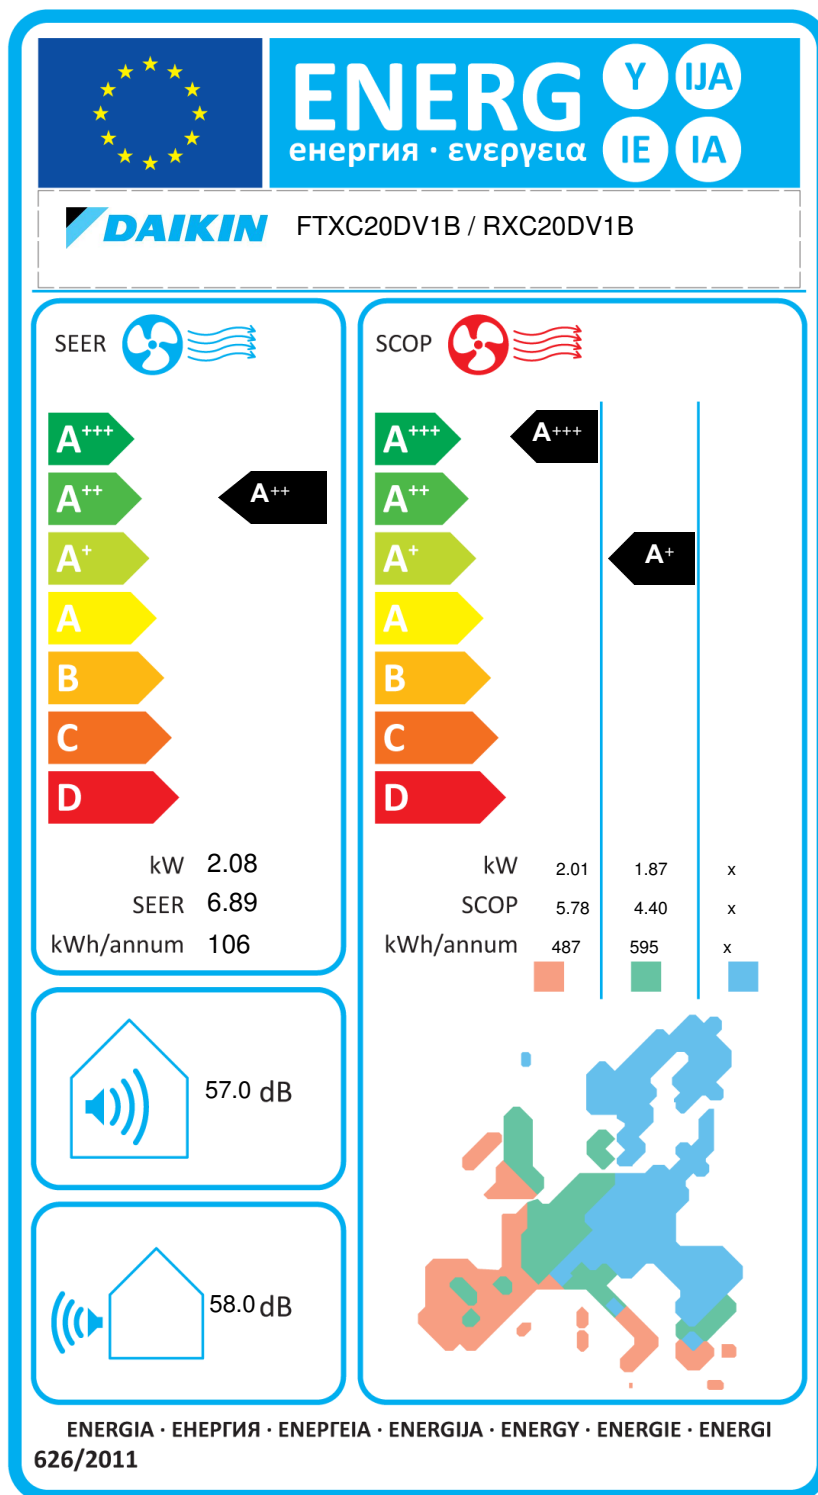 ENERG
енергия · ενεργεια
Y IJA
IE IA
DAIKIN FTXC20DV1B / RXC20DV1B
SEER
A+++
A++ A++
A+
A
B
C
D
kW 2.08
SEER 6.89
kWh/annum 106
SCOP
A+++ A+++
A++
A+ A+
A
B
C
D
kW 2.01 1.87 x
SCOP 5.78 4.40 x
kWh/annum 487 595 x
57.0 dB
58.0 dB
ENERGIA · ЕНЕРГИЯ · ΕΝΕΡΓΕΙΑ · ENERGIJA · ENERGY · ENERGIE · ENERGI
626/2011